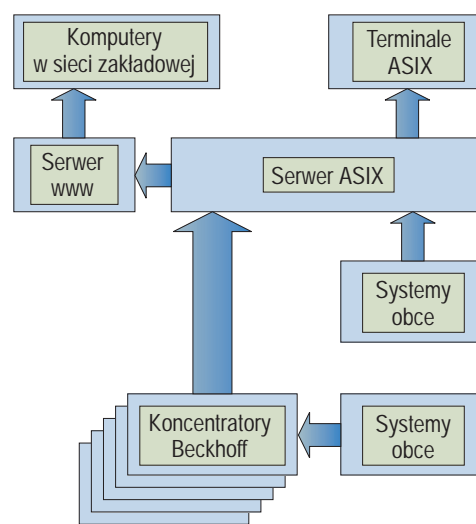 Komputery
w sieci zakładowej
Terminale
ASIX
Serwer
www
Serwer ASIX
Systemy
obce
Koncentratory
Beckhoff
Systemy
obce